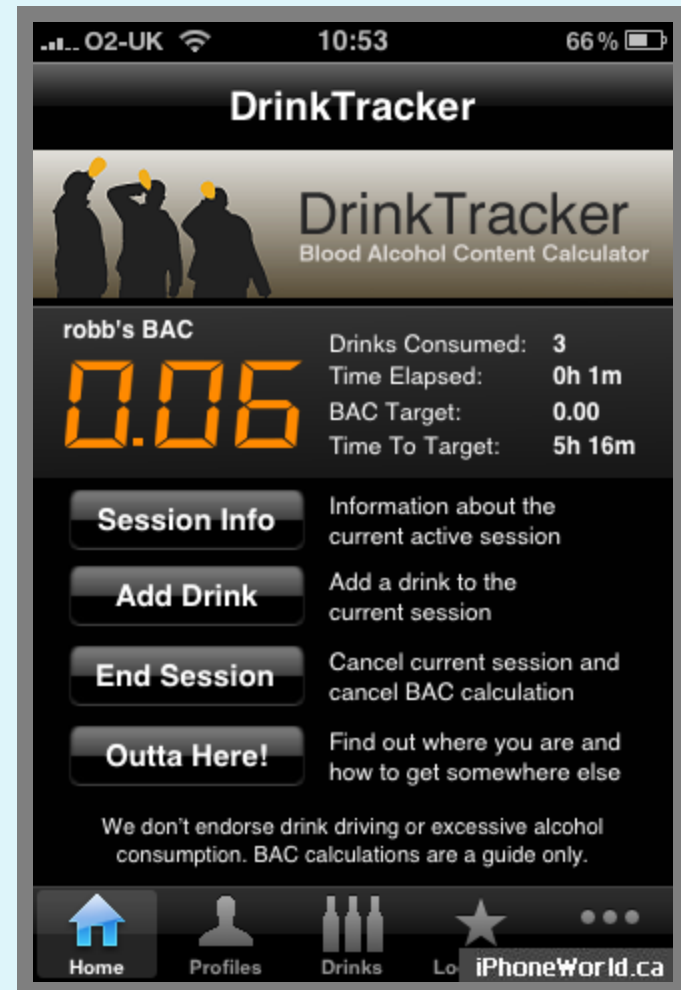 O2-UK 10:53 66%
DrinkTracker
DrinkTracker
Blood Alcohol Content Calculator
robb's BAC
0.06
Drinks Consumed: 3
Time Elapsed: 0h 1m
BAC Target: 0.00
Time To Target: 5h 16m
Session Info
Information about the
current active session
Add Drink
Add a drink to the
current session
End Session
Cancel current session and
cancel BAC calculation
Outta Here!
Find out where you are and
how to get somewhere else
We don't endorse drink driving or excessive alcohol
consumption. BAC calculations are a guide only.
Home Profiles Drinks
iPhoneWorld.ca